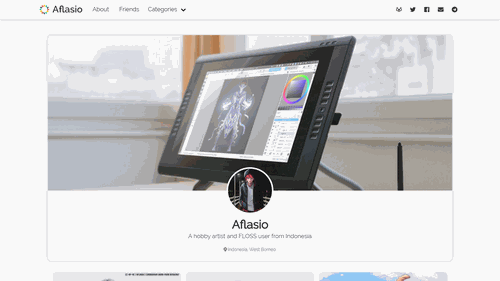 Aflasio About Friends Categories
Aflasio
A hobby artist and FLOSS user from Indonesia
Indonesia, West Borneo